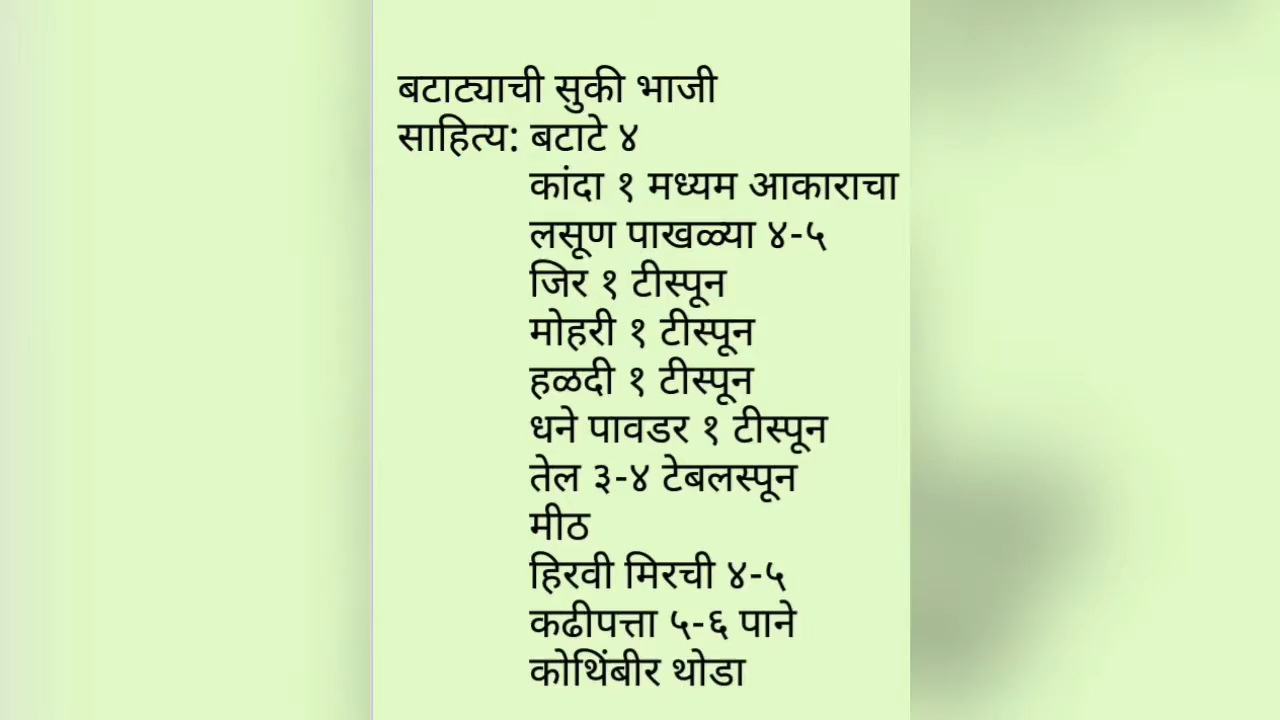 बटाट्याची सुकी भाजी
साहित्य: बटाटे ४
कांदा १ मध्यम आकाराचा
लसूण पाखळ्या ४-५
जिर १ टीस्पून
मोहरी १ टीस्पून
हळदी १ टीस्पून
धने पावडर १ टीस्पून
तेल ३-४ टेबलस्पून
मीठ
हिरवी मिरची ४-५
कढीपत्ता ५-६ पाने
कोथिंबीर थोडा